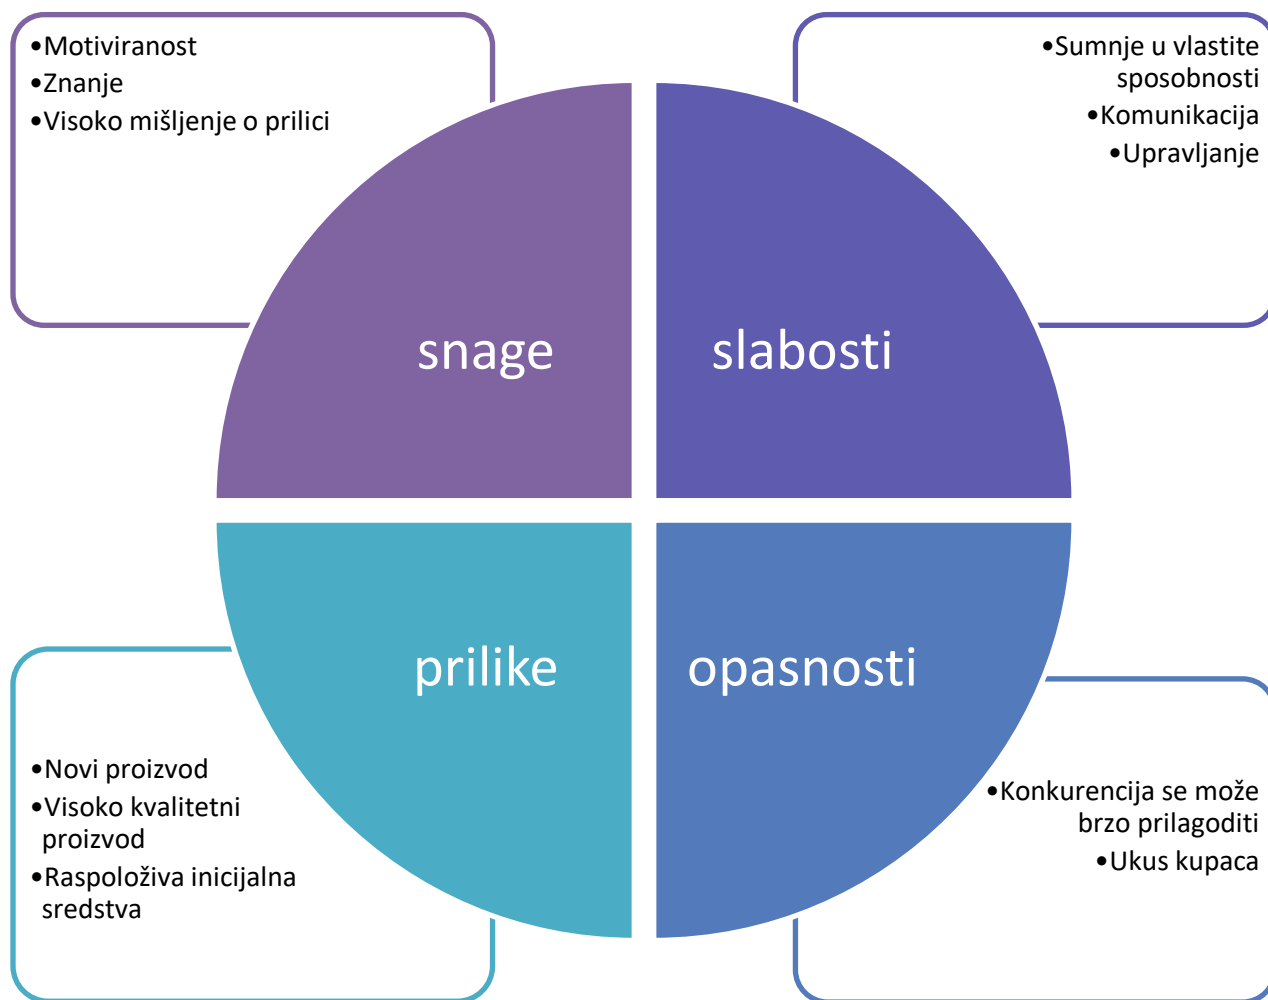 •Motiviranost
•Znanje
•Visoko mišljenje o prilici
•Sumnje u vlastite
sposobnosti
•Komunikacija
•Upravljanje
snage
slabosti
prilike
opasnosti
•Novi proizvod
•Visoko kvalitetni
proizvod
•Raspoloživa inicijalna
sredstva
•Konkurencija se može
brzo prilagoditi
•Ukus kupaca